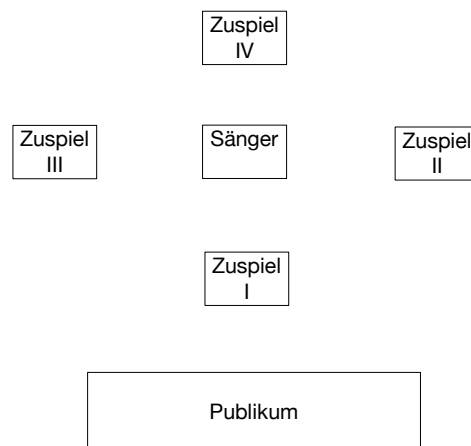 Zuspiel
IV
Zuspiel
III
Sänger
Zuspiel
II
Zuspiel
I
Publikum